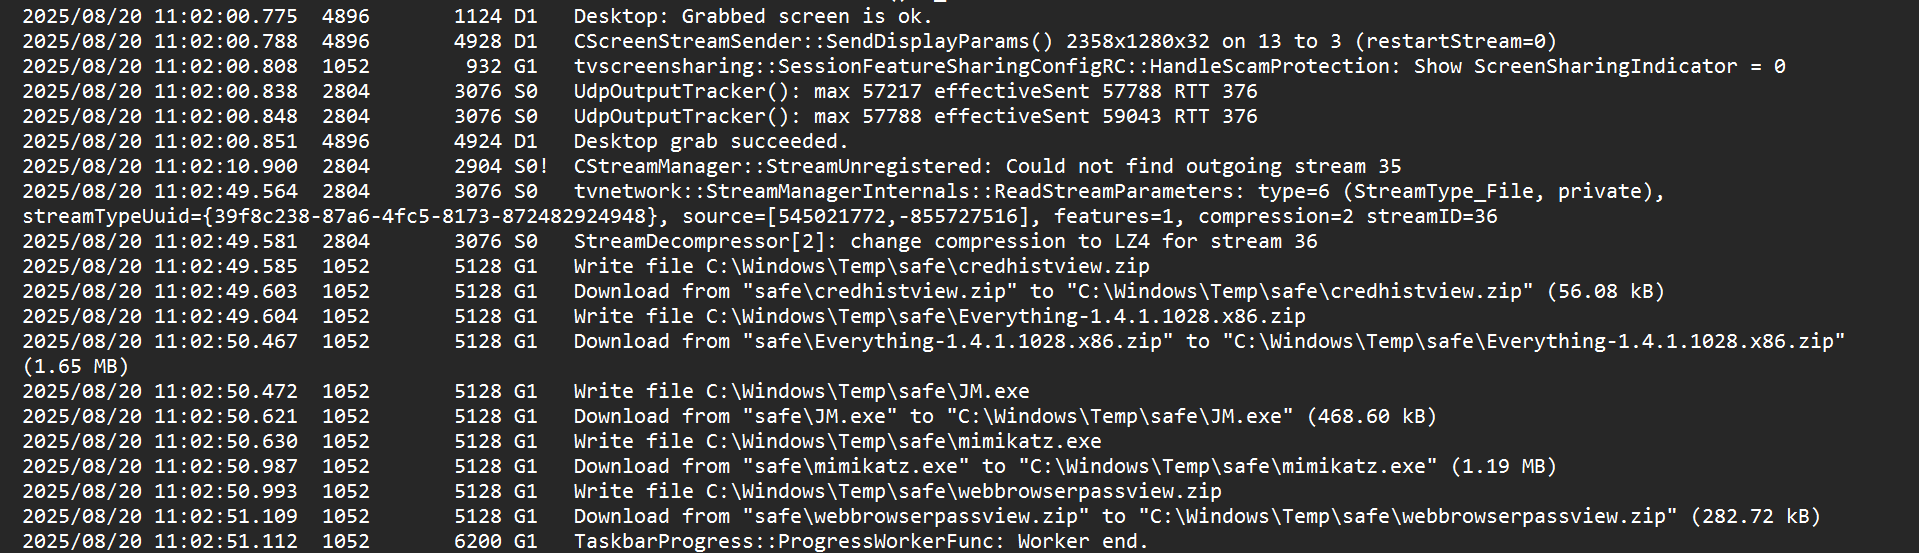 2025/08/20 11:02:00.775  4896       1124 D1   Desktop: Grabbed screen is ok.
2025/08/20 11:02:00.788  4896       4928 D1   CScreenStreamSender::SendDisplayParams() 2358x1280x32 on 13 to 3 (restartStream=0)
2025/08/20 11:02:00.808  1052        932 G1   tvscreensharing::SessionFeatureSharingConfigRC::HandleScamProtection: Show ScreenSharingIndicator = 0
2025/08/20 11:02:00.838  2804       3076 S0   UdpOutputTracker(): max 57217 effectiveSent 57788 RTT 376
2025/08/20 11:02:00.848  2804       3076 S0   UdpOutputTracker(): max 57788 effectiveSent 59043 RTT 376
2025/08/20 11:02:00.851  4896       4924 D1   Desktop grab succeeded.
2025/08/20 11:02:10.900  2804       2904 S0!  CStreamManager::StreamUnregistered: Could not find outgoing stream 35
2025/08/20 11:02:49.564  2804       3076 S0   tvnetwork::StreamManagerInternals::ReadStreamParameters: type=6 (StreamType_File, private),
streamTypeUuid={39f8c238-87a6-4fc5-8173-872482924948}, source=[545021772,-855727516], features=1, compression=2 streamID=36
2025/08/20 11:02:49.581  2804       3076 S0   StreamDecompressor[2]: change compression to LZ4 for stream 36
2025/08/20 11:02:49.585  1052       5128 G1   Write file C:\Windows\Temp\safe\credhistview.zip
2025/08/20 11:02:49.603  1052       5128 G1   Download from "safe\credhistview.zip" to "C:\Windows\Temp\safe\credhistview.zip" (56.08 kB)
2025/08/20 11:02:49.604  1052       5128 G1   Write file C:\Windows\Temp\safe\Everything-1.4.1.1028.x86.zip
2025/08/20 11:02:50.467  1052       5128 G1   Download from "safe\Everything-1.4.1.1028.x86.zip" to "C:\Windows\Temp\safe\Everything-1.4.1.1028.x86.zip"
(1.65 MB)
2025/08/20 11:02:50.472  1052       5128 G1   Write file C:\Windows\Temp\safe\JM.exe
2025/08/20 11:02:50.621  1052       5128 G1   Download from "safe\JM.exe" to "C:\Windows\Temp\safe\JM.exe" (468.60 kB)
2025/08/20 11:02:50.630  1052       5128 G1   Write file C:\Windows\Temp\safe\mimikatz.exe
2025/08/20 11:02:50.987  1052       5128 G1   Download from "safe\mimikatz.exe" to "C:\Windows\Temp\safe\mimikatz.exe" (1.19 MB)
2025/08/20 11:02:50.993  1052       5128 G1   Write file C:\Windows\Temp\safe\webbrowserpassview.zip
2025/08/20 11:02:51.109  1052       5128 G1   Download from "safe\webbrowserpassview.zip" to "C:\Windows\Temp\safe\webbrowserpassview.zip" (282.72 kB)
2025/08/20 11:02:51.112  1052       6200 G1   TaskbarProgress::ProgressWorkerFunc: Worker end.